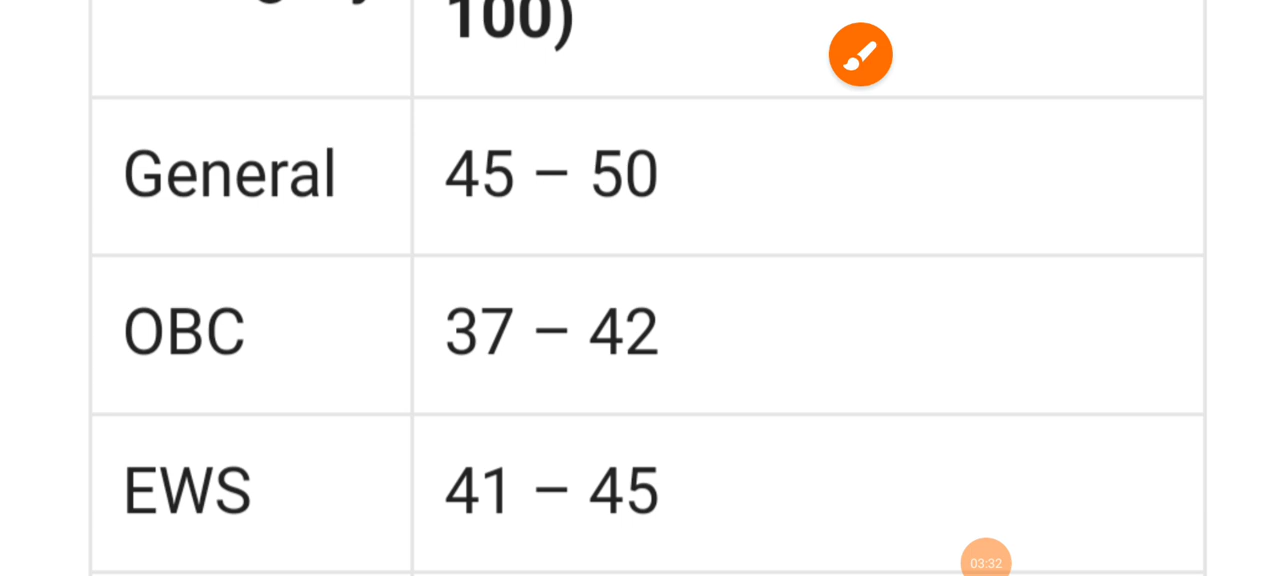 100)
General 45 – 50
OBC 37 – 42
EWS 41 – 45
03:32